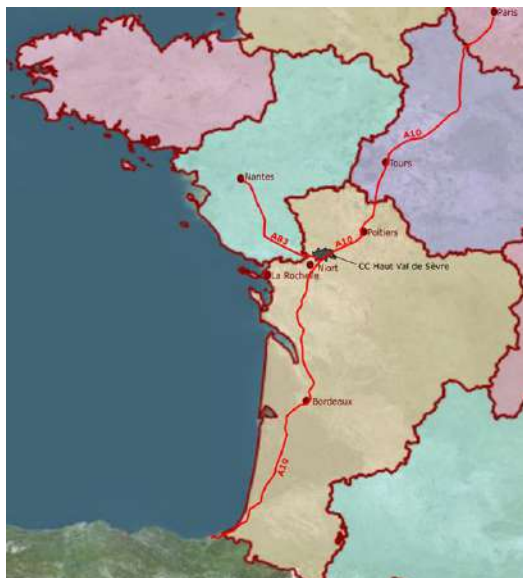 Paris
A10
Tours
Nantes
A83
A10
Poitiers
CC Haut Val de Sèvre
Niort
La Rochelle
Bordeaux
A10